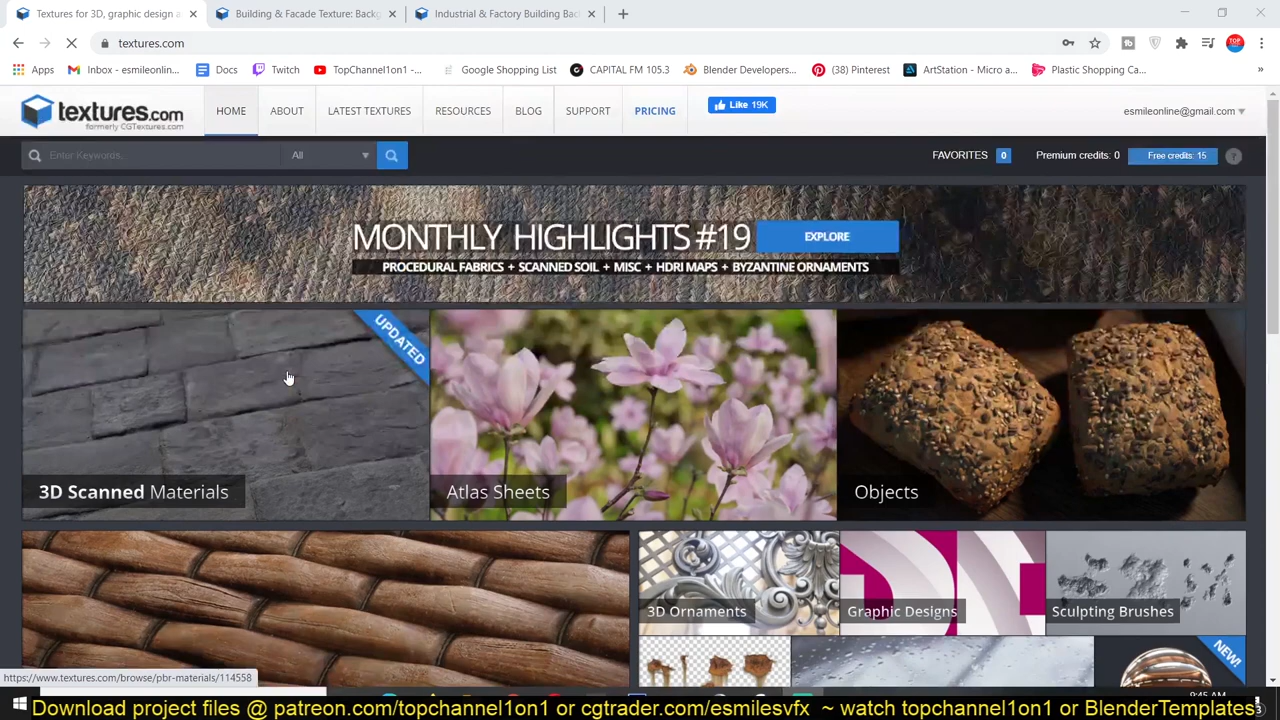 Textures for 3D, graphic design a
Building & Facade Texture: Backg
Industrial & Factory Building Bac
textures.com
Apps
Inbox - esmileonlin...
Docs
Twitch
TopChannel1on1 -...
Google Shopping List
CAPITAL FM 105.3
Blender Developers...
(38) Pinterest
ArtStation - Micro a...
Plastic Shopping Ca...
textures.com
formerly CGTextures.com
HOME
ABOUT
LATEST TEXTURES
RESOURCES
BLOG
SUPPORT
PRICING
Like 19K
esmileonline@gmail.com
Enter Keywords..
All
FAVORITES 0
Premium credits: 0
Free credits: 15
?
MONTHLY HIGHLIGHTS #19
EXPLORE
PROCEDURAL FABRICS + SCANNED SOIL + MISC + HDRI MAPS + BYZANTINE ORNAMENTS
UPDATED
3D Scanned Materials
Atlas Sheets
Objects
3D Ornaments
Graphic Designs
Sculpting Brushes
NEW!
https://www.textures.com/browse/pbr-materials/114558
9:45 AM
Download project files @ patreon.com/topchannel1on1 or cgtrader.com/esmilesvfx ~ watch topchannel1on1 or BlenderTemplates